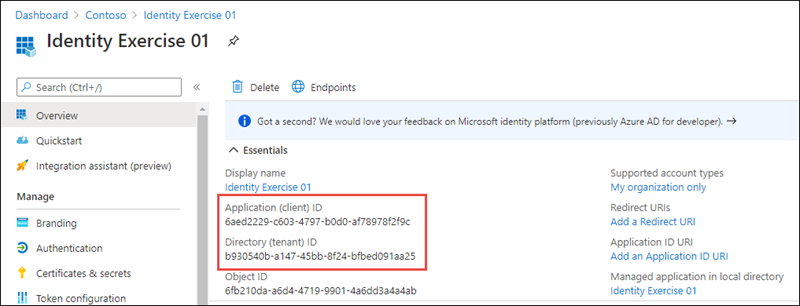 Dashboard > Contoso > Identity Exercise 01
Identity Exercise 01
Search (Ctrl+/)
«
Overview
Quickstart
Integration assistant (preview)
Manage
Branding
Authentication
Certificates & secrets
Token configuration
Delete Endpoints
Got a second? We would love your feedback on Microsoft identity platform (previously Azure AD for developer). →
Essentials
Display name
Identity Exercise 01
Application (client) ID
6aed2229-c603-4797-b0d0-af78978f2f9c
Directory (tenant) ID
b930540b-a147-45bb-8f24-bfbed091aa25
Object ID
6fb210da-a6d4-4719-9901-4a6dd3a4a4ab
Supported account types
My organization only
Redirect URIs
Add a Redirect URI
Application ID URI
Add an Application ID URI
Managed application in local directory
Identity Exercise 01